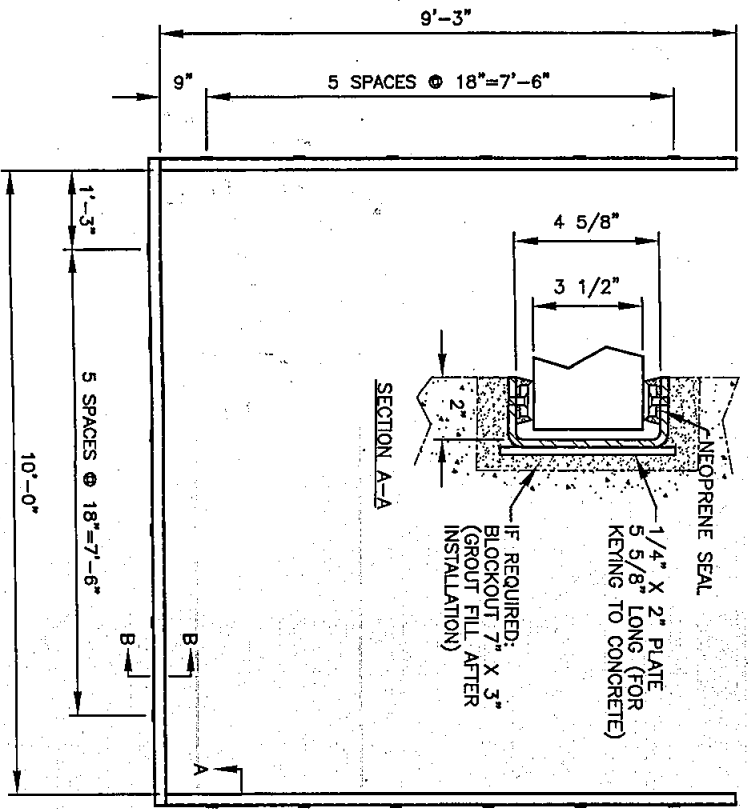 9'-3"
9"
5 SPACES @ 18"=7'-6"
4 5/8"
3 1/2"
2"
SECTION A-A
NEOPRENE SEAL
1/4" X 2" PLATE
5 5/8" LONG (FOR
KEYING TO CONCRETE)
IF REQUIRED:
BLOCKOUT 7" X 3"
(GROUT FILL AFTER
INSTALLATION)
1'-3"
5 SPACES @ 18"=7'-6"
10'-0"
B
B
A